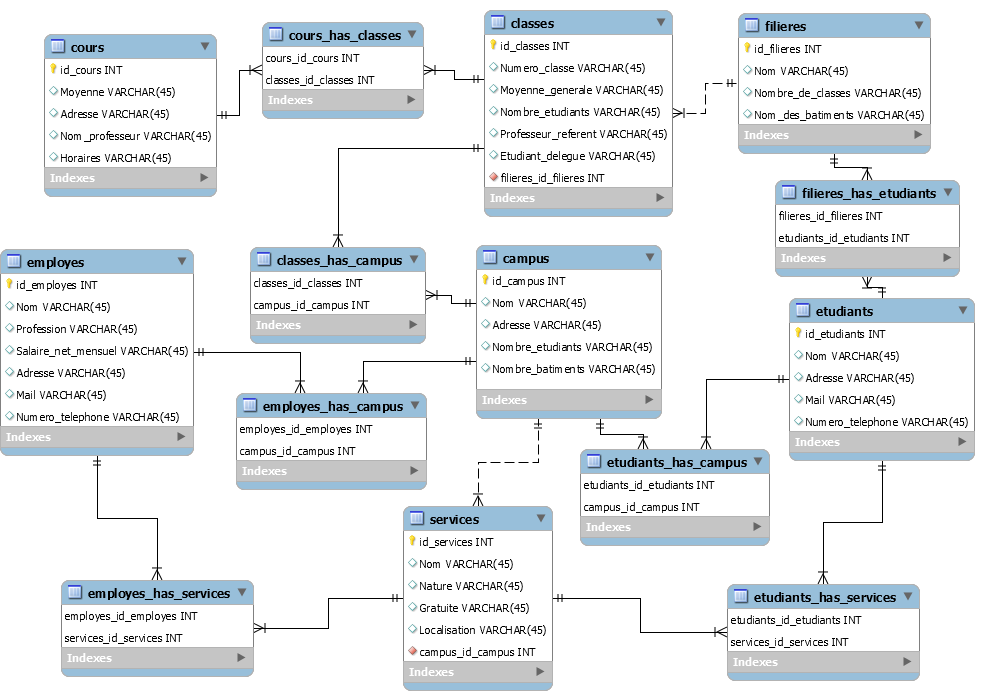 cours
id_cours INT
Moyenne VARCHAR(45)
Adresse VARCHAR(45)
Nom_professeur VARCHAR(45)
Horaires VARCHAR(45)
Indexes
cours_has_classes
cours_id_cours INT
classes_id_classes INT
Indexes
classes
id_classes INT
Numero_classe VARCHAR(45)
Moyenne_generale VARCHAR(45)
Nombre_etudiants VARCHAR(45)
Professeur_referent VARCHAR(45)
Etudiant_delegue VARCHAR(45)
filieres_id_filieres INT
Indexes
filieres
id_filieres INT
Nom VARCHAR(45)
Nombre_de_classes VARCHAR(45)
Nom_des_batiments VARCHAR(45)
Indexes
filieres_has_etudiants
filieres_id_filieres INT
etudiants_id_etudiants INT
Indexes
employes
id_employes INT
Nom VARCHAR(45)
Profession VARCHAR(45)
Salaire_net_mensuel VARCHAR(45)
Adresse VARCHAR(45)
Mail VARCHAR(45)
Numero_telephone VARCHAR(45)
Indexes
classes_has_campus
classes_id_classes INT
campus_id_campus INT
Indexes
campus
id_campus INT
Nom VARCHAR(45)
Adresse VARCHAR(45)
Nombre_etudiants VARCHAR(45)
Nombre_batiments VARCHAR(45)
Indexes
etudiants
id_etudiants INT
Nom VARCHAR(45)
Adresse VARCHAR(45)
Mail VARCHAR(45)
Numero_telephone VARCHAR(45)
Indexes
employes_has_campus
employes_id_employes INT
campus_id_campus INT
Indexes
etudiants_has_campus
etudiants_id_etudiants INT
campus_id_campus INT
Indexes
services
id_services INT
Nom VARCHAR(45)
Nature VARCHAR(45)
Gratuite VARCHAR(45)
Localisation VARCHAR(45)
campus_id_campus INT
Indexes
employes_has_services
employes_id_employes INT
services_id_services INT
Indexes
etudiants_has_services
etudiants_id_etudiants INT
services_id_services INT
Indexes